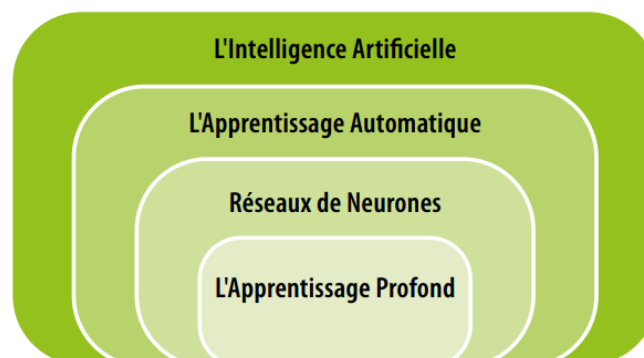 L'Intelligence Artificielle
L'Apprentissage Automatique
Réseaux de Neurones
L'Apprentissage Profond